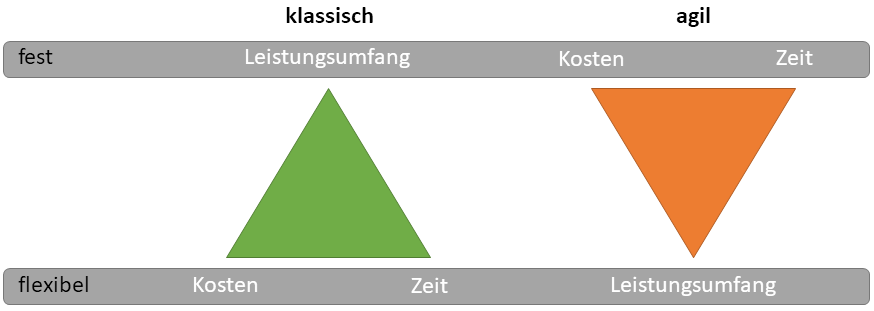 klassisch agil
fest Leistungsumfang Kosten Zeit
flexibel Kosten Zeit Leistungsumfang